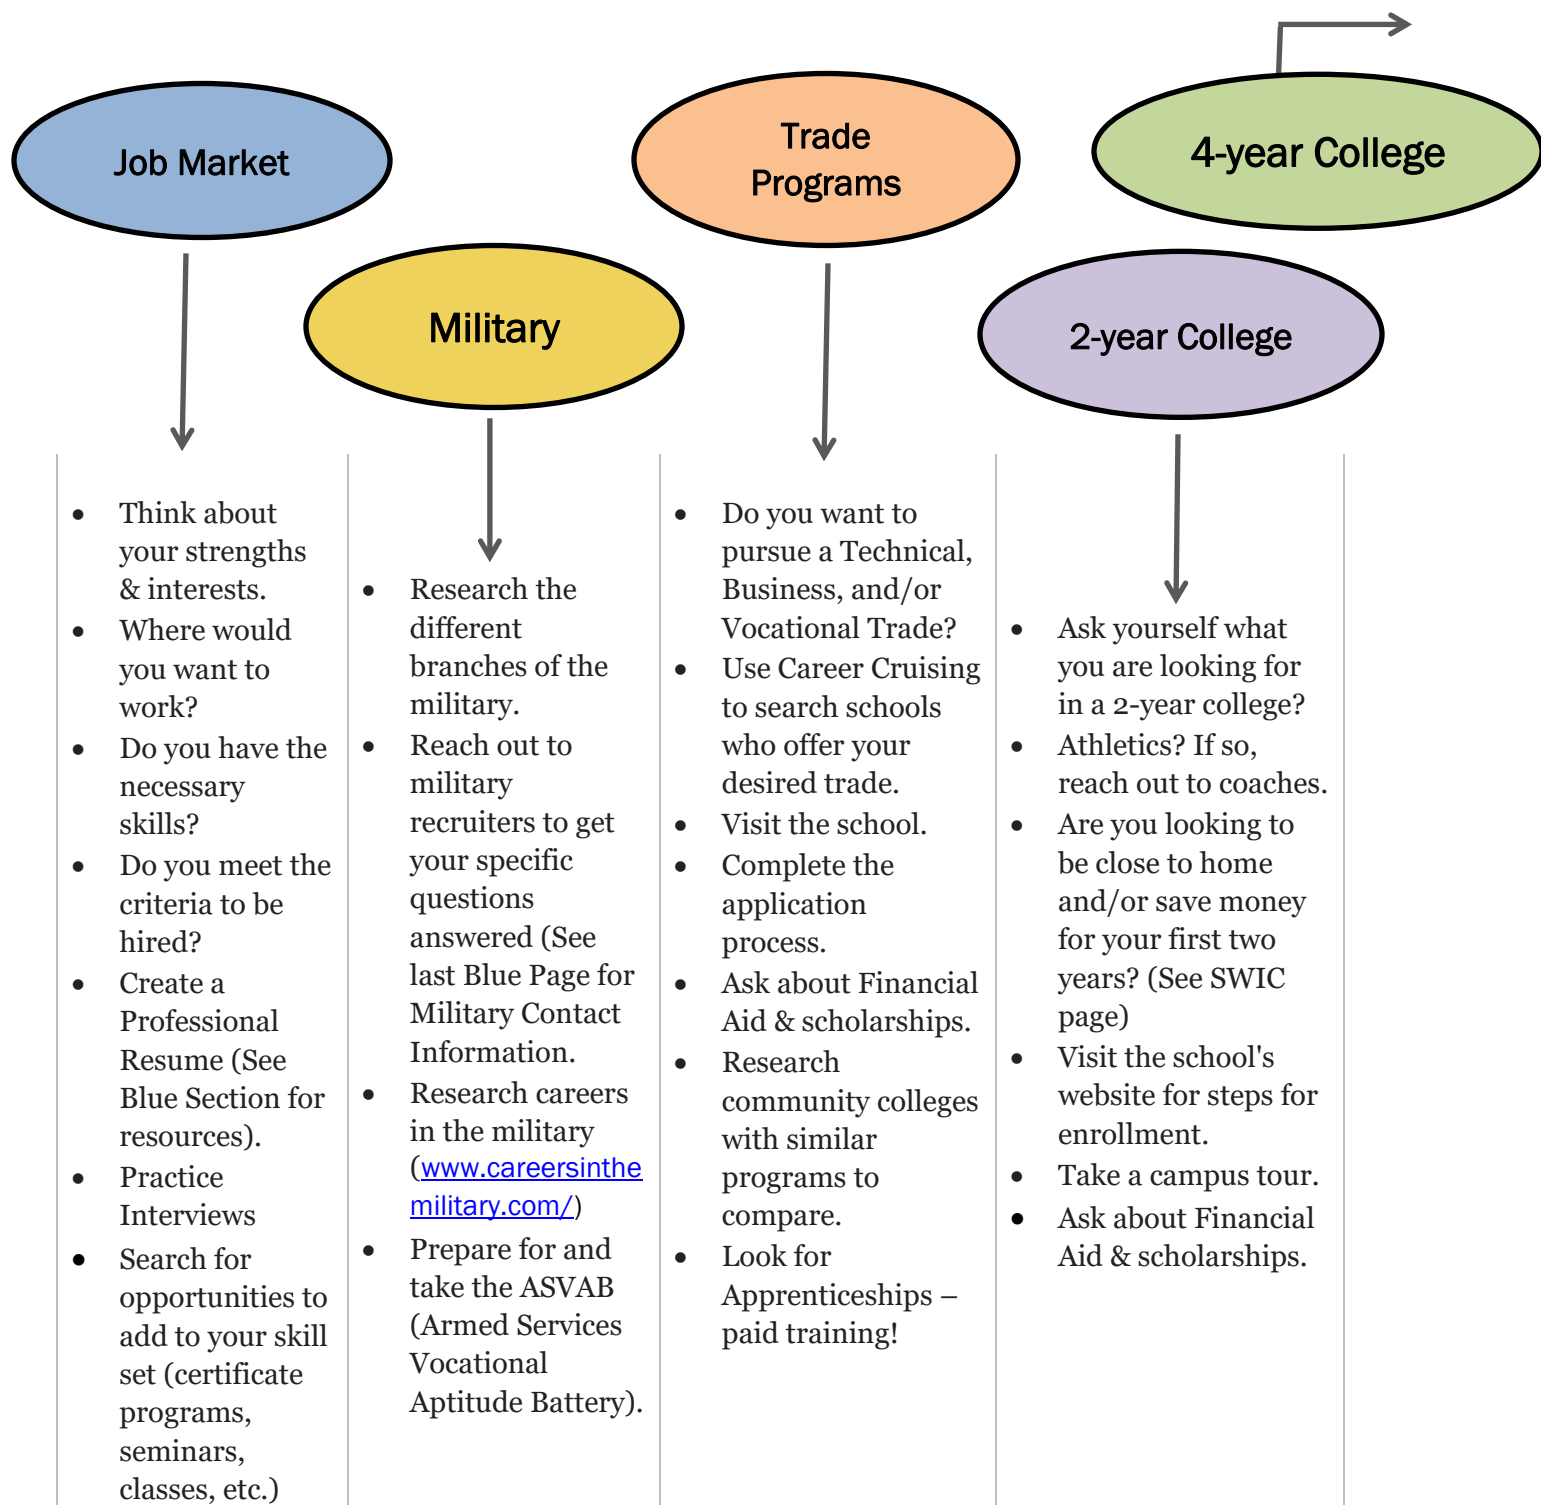 Job Market
Trade
Programs
4-year College
Military
2-year College
• Think about
your strengths
& interests.
• Where would
you want to
work?
• Do you have the
necessary
skills?
• Do you meet the
criteria to be
hired?
• Create a
Professional
Resume (See
Blue Section for
resources).
• Practice
Interviews
• Search for
opportunities to
add to your skill
set (certificate
programs,
seminars,
classes, etc.)
• Research the
different
branches of the
military.
• Reach out to
military
recruiters to get
your specific
questions
answered (See
last Blue Page for
Military Contact
Information.
• Research careers
in the military
(www.careersinthe
military.com/)
• Prepare for and
take the ASVAB
(Armed Services
Vocational
Aptitude Battery).
• Do you want to
pursue a Technical,
Business, and/or
Vocational Trade?
• Use Career Cruising
to search schools
who offer your
desired trade.
• Visit the school.
• Complete the
application
process.
• Ask about Financial
Aid & scholarships.
• Research
community colleges
with similar
programs to
compare.
• Look for
Apprenticeships –
paid training!
• Ask yourself what
you are looking for
in a 2-year college?
• Athletics? If so,
reach out to coaches.
• Are you looking to
be close to home
and/or save money
for your first two
years? (See SWIC
page)
• Visit the school's
website for steps for
enrollment.
• Take a campus tour.
• Ask about Financial
Aid & scholarships.